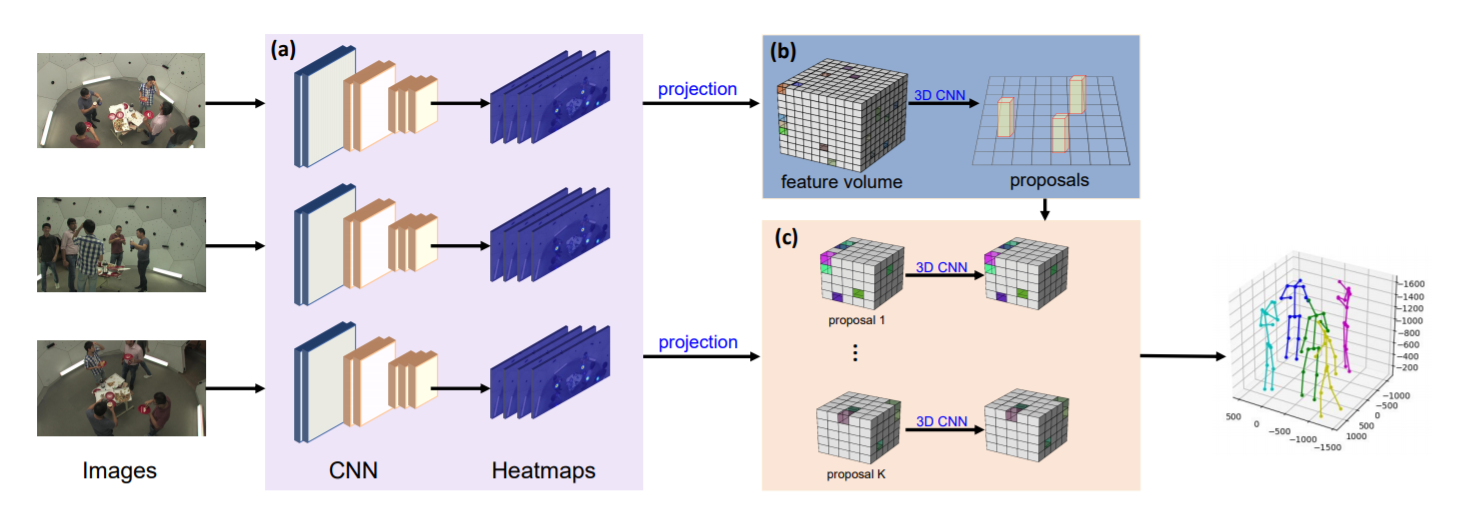 (a)
projection
(b)
3D CNN
feature volume
proposals
(c)
3D CNN
proposal 1
...
projection
3D CNN
proposal K
Images
CNN
Heatmaps
−1600
−1400
−1200
−1000
−800
−600
−400
−200
500
0
−500
−1000
−1500
−1000
−500
0
500
1000